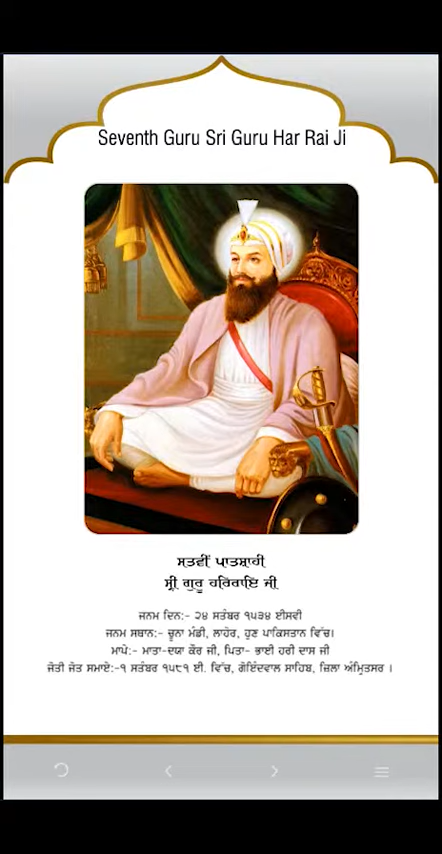 Seventh Guru Sri Guru Har Rai Ji
ਸਤਵੀਂ ਪਾਤਸ਼ਾਹੀ
ਸ੍ਰੀ ਗੁਰੂ ਹਰਿਰਾਇ ਜੀ
ਜਨਮ ਦਿਨ:- ੨੪ ਸਤੰਬਰ ੧੫੩੪ ਈਸਵੀ
ਜਨਮ ਸਥਾਨ:- ਚੂਨਾ ਮੰਡੀ, ਲਾਹੌਰ, ਹੁਣ ਪਾਕਿਸਤਾਨ ਵਿੱਚ।
ਮਾਪੇ:- ਮਾਤਾ-ਦਯਾ ਕੌਰ ਜੀ, ਪਿਤਾ- ਭਾਈ ਹਰੀ ਦਾਸ ਜੀ
ਜੋਤੀ ਜੋਤ ਸਮਾਏ:-੧ ਸਤੰਬਰ ੧੫੮੧ ਈ. ਵਿੱਚ, ਗੋਇੰਦਵਾਲ ਸਾਹਿਬ, ਜ਼ਿਲਾ ਅੰਮ੍ਰਿਤਸਰ ।